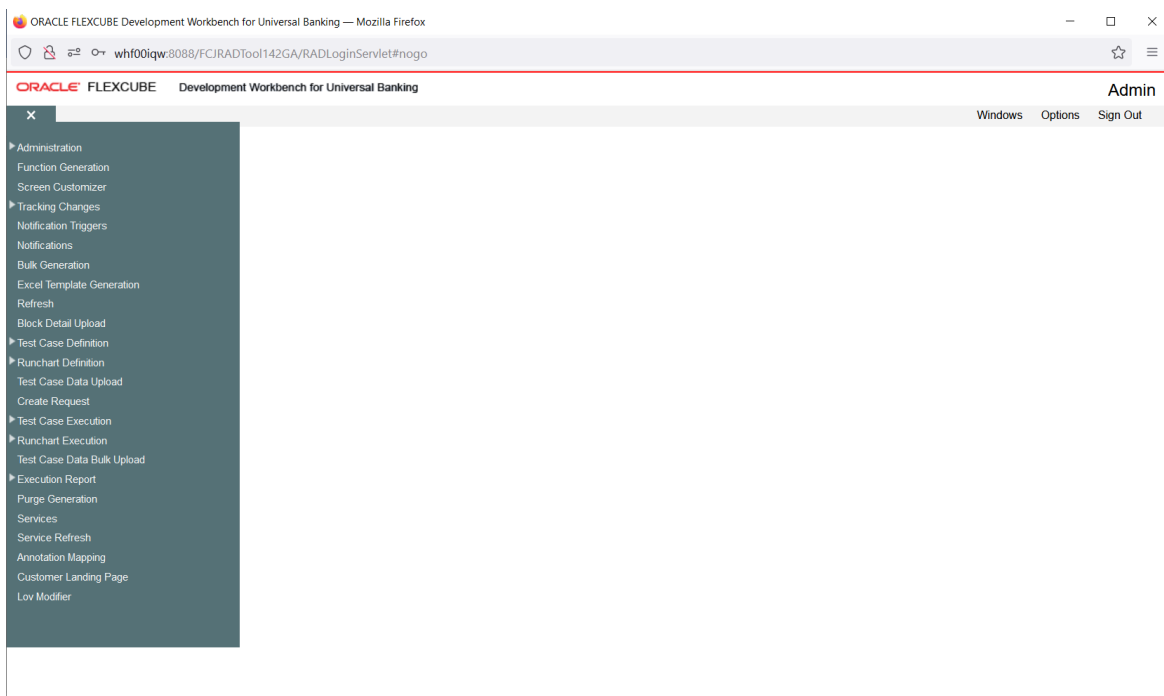 ORACLE FLEXCUBE Development Workbench for Universal Banking — Mozilla Firefox
whf00iqw:8088/FCJRADTool142GA/RADLoginServlet#nogo
ORACLE FLEXCUBE Development Workbench for Universal Banking Admin
Windows Options Sign Out
Administration
Function Generation
Screen Customizer
Tracking Changes
Notification Triggers
Notifications
Bulk Generation
Excel Template Generation
Refresh
Block Detail Upload
Test Case Definition
Runchart Definition
Test Case Data Upload
Create Request
Test Case Execution
Runchart Execution
Test Case Data Bulk Upload
Execution Report
Purge Generation
Services
Service Refresh
Annotation Mapping
Customer Landing Page
Lov Modifier